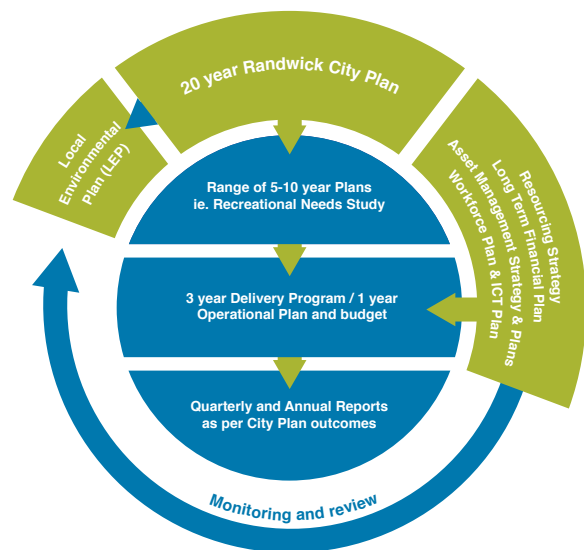 20 year Randwick City Plan
Local
Environmental
Plan (LEP)
Resourcing Strategy
Long Term Financial Plan
Asset Management Strategy & Plans
Workforce Plan & ICT Plan
Range of 5-10 year Plans
ie. Recreational Needs Study
3 year Delivery Program / 1 year
Operational Plan and budget
Quarterly and Annual Reports
as per City Plan outcomes
Monitoring and review